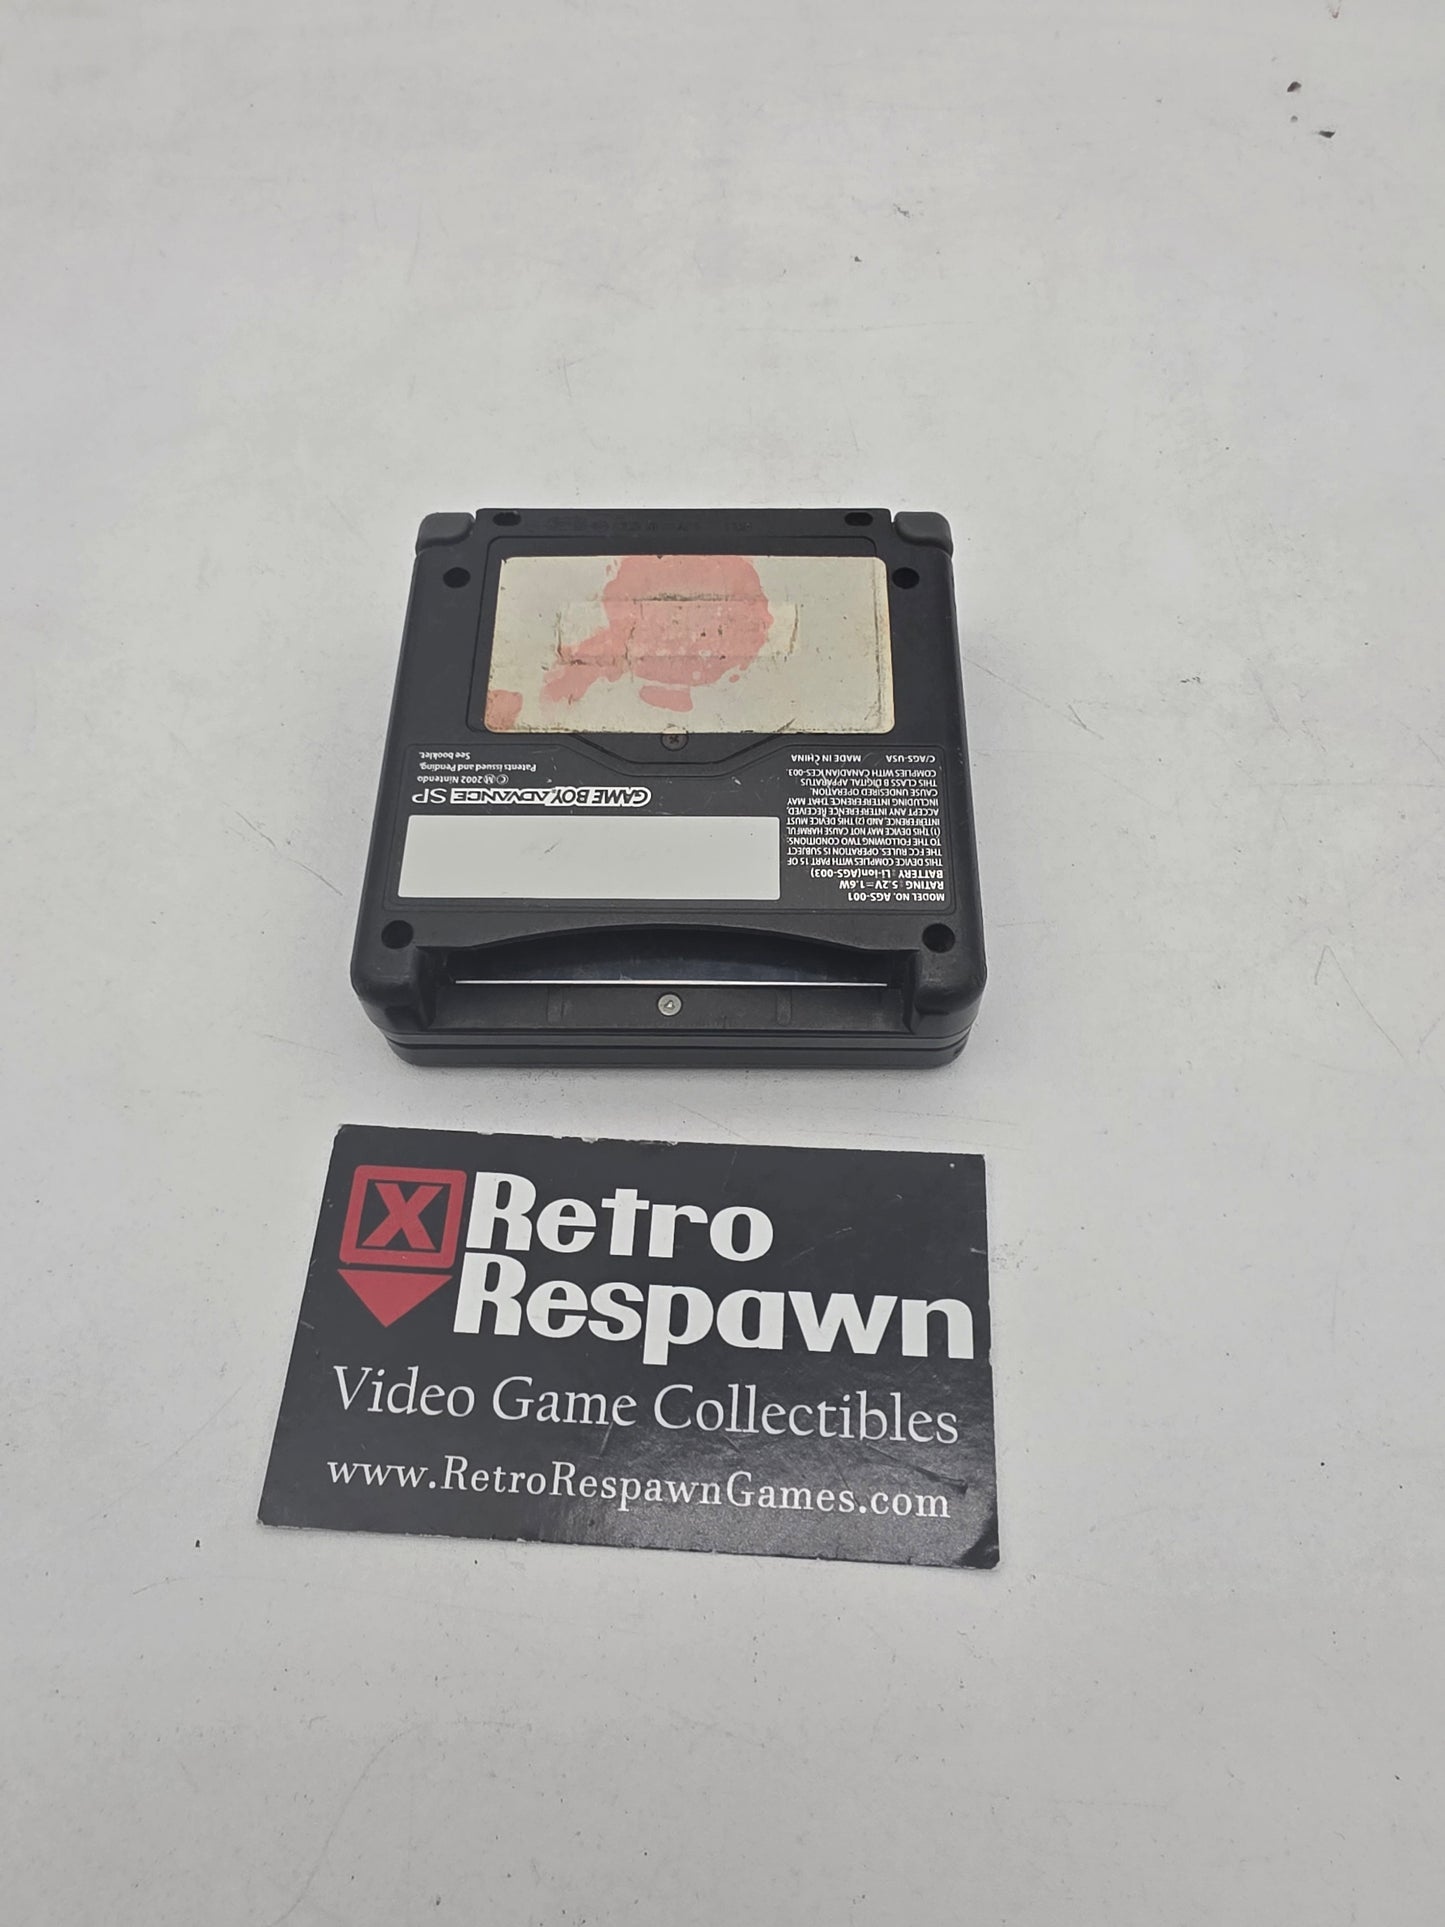 MODEL NO. AGS-001
RATING : 5.2V⎓1.6W
BATTERY : Li-Ion(AGS-003)
THIS DEVICE COMPLIES WITH PART 15 OF
THE FCC RULES. OPERATION IS SUBJECT
TO THE FOLLOWING TWO CONDITIONS:
(1) THIS DEVICE MAY NOT CAUSE HARMFUL
INTERFERENCE, AND (2) THIS DEVICE MUST
ACCEPT ANY INTERFERENCE RECEIVED,
INCLUDING INTERFERENCE THAT MAY
CAUSE UNDESIRED OPERATION.
THIS CLASS B DIGITAL APPARATUS
COMPLIES WITH CANADIAN ICES-003.
C/AGS-USA MADE IN CHINA
GAME BOY ADVANCE SP
© Ⓜ 2002 Nintendo
Patents issued and Pending.
See booklet.
X
Retro
Respawn
Video Game Collectibles
www.RetroRespawnGames.com